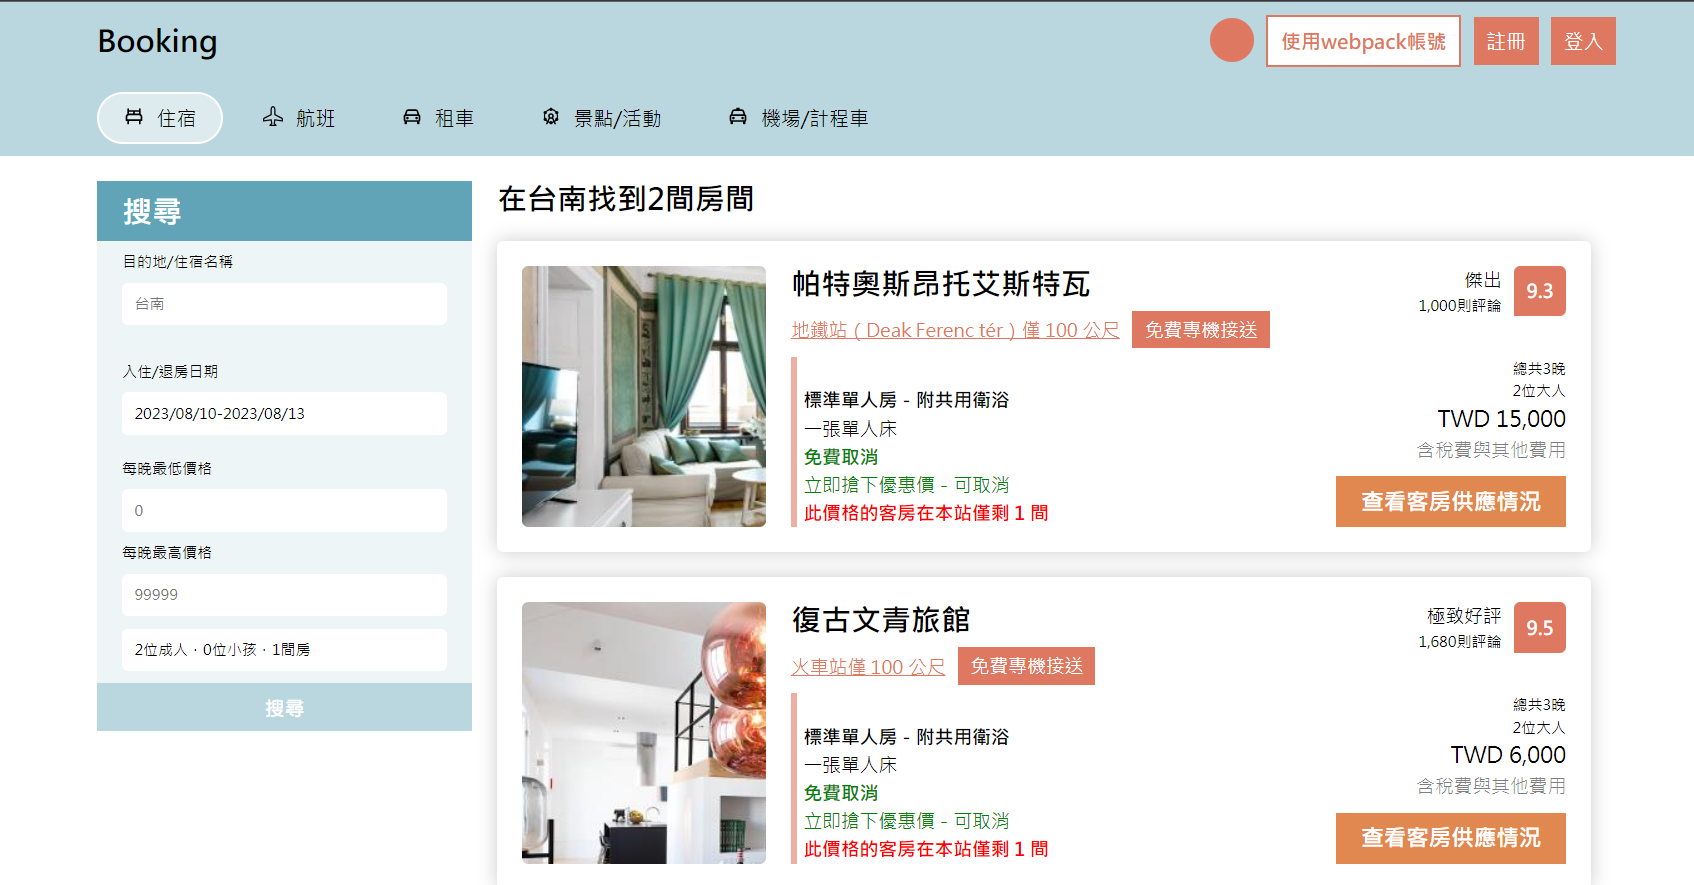 Booking
使用webpack帳號
註冊
登入
住宿
航班
租車
景點/活動
機場/計程車
搜尋
目的地/住宿名稱
台南
入住/退房日期
2023/08/10-2023/08/13
每晚最低價格
0
每晚最高價格
99999
2位成人・0位小孩・1間房
搜尋
在台南找到2間房間
帕特奧斯昂托艾斯特瓦
地鐵站（Deak Ferenc tér）僅 100 公尺
免費專機接送
標準單人房 - 附共用衛浴
一張單人床
免費取消
立即搶下優惠價 - 可取消
此價格的客房在本站僅剩 1 間
傑出
1,000則評論
9.3
總共3晚
2位大人
TWD 15,000
含稅費與其他費用
查看客房供應情況
復古文青旅館
火車站僅 100 公尺
免費專機接送
標準單人房 - 附共用衛浴
一張單人床
免費取消
立即搶下優惠價 - 可取消
此價格的客房在本站僅剩 1 間
極致好評
1,680則評論
9.5
總共3晚
2位大人
TWD 6,000
含稅費與其他費用
查看客房供應情況